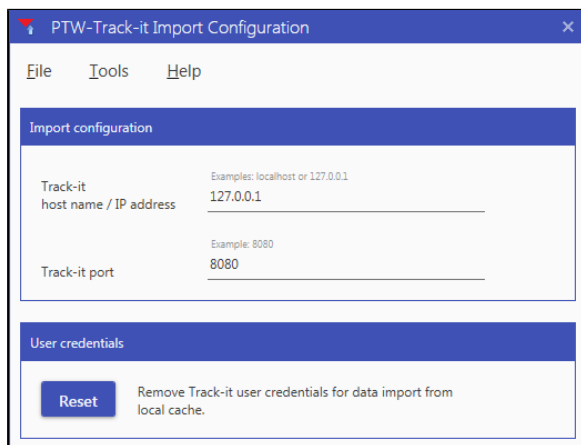 PTW-Track-it Import Configuration
File Tools Help
Import configuration
Examples: localhost or 127.0.0.1
Track-it
host name / IP address
127.0.0.1
Example: 8080
Track-it port
8080
User credentials
Reset
Remove Track-it user credentials for data import from
local cache.